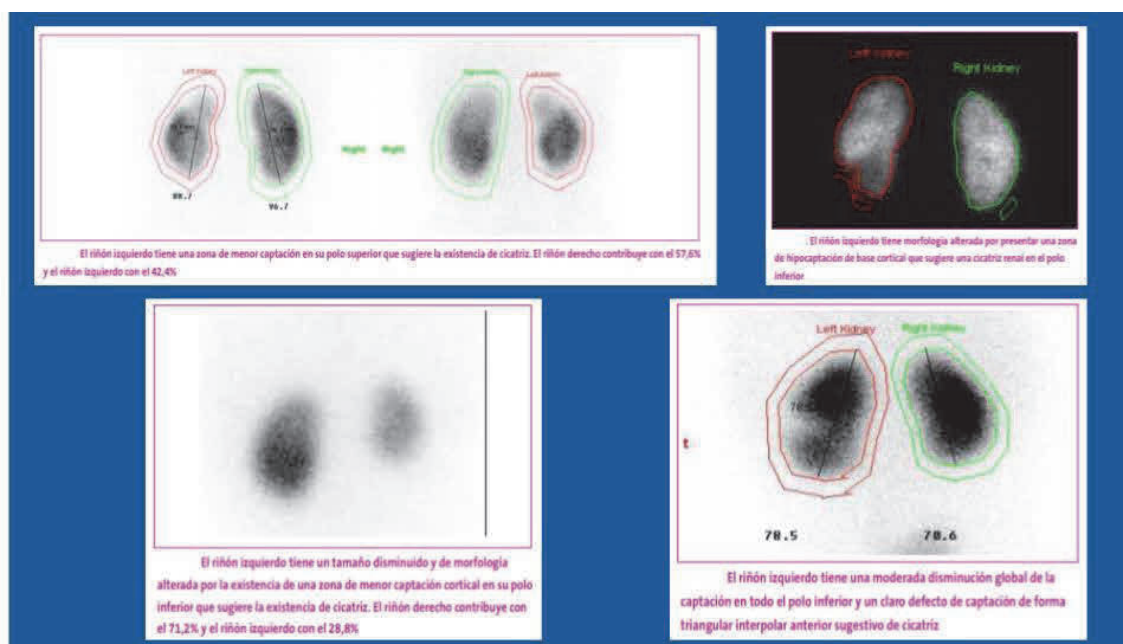 Left Kidney
Left Kidney
88.7
96.7
Right Right
El riñón izquierdo tiene una zona de menor captación en su polo superior que sugiere la existencia de cicatriz. El riñón derecho contribuye con el 57,6%
y el riñón izquierdo con el 42,4%
Left Kidney
Right Kidney
. El riñón izquierdo tiene morfologia alterada por presentar una zona
de hipocaptación de base cortical que sugiere una cicatriz renal en el polo
inferior
El riñón izquierdo tiene un tamaño disminuido y de morfología
alterada por la existencia de una zona de menor captación cortical en su polo
inferior que sugiere la existencia de cicatriz. El riñón derecho contribuye con
el 71,2% y el riñón izquierdo con el 28,8%
Left Kidney
Right Kidney
t
78.5
78.6
El riñón izquierdo tiene una moderada disminución global de la
captación en todo el polo inferior y un claro defecto de captación de forma
triangular interpolar anterior sugestivo de cicatriz